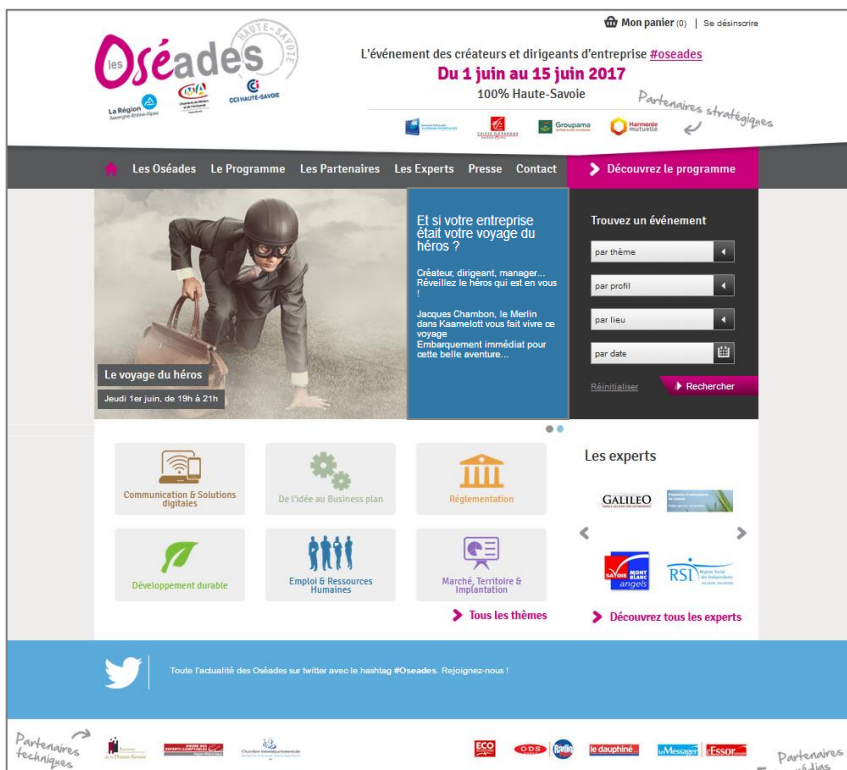 Mon panier (0) | Se désinscrire
les Oséades
HAUTE-SAVOIE
La Région
Auvergne-Rhône-Alpes
CCI HAUTE-SAVOIE
L'événement des créateurs et dirigeants d'entreprise #oseades
Du 1 juin au 15 juin 2017
100% Haute-Savoie
Partenaires stratégiques
Groupama
Harmonie
mutuelle
Les Oséades Le Programme Les Partenaires Les Experts Presse Contact
Découvrez le programme
Et si votre entreprise
était votre voyage du
héros ?
Créateur, dirigeant, manager...
Réveillez le héros qui est en vous
!
Jacques Chambon, le Merlin
dans Kaamelott vous fait vivre ce
voyage
Embarquement immédiat pour
cette belle aventure...
Le voyage du héros
Jeudi 1er juin, de 19h à 21h
Trouvez un événement
par thème
par profil
par lieu
par date
Réinitialiser
Rechercher
Communication & Solutions
digitales
De l'idée au Business plan
Réglementation
Développement durable
Emploi & Ressources
Humaines
Marché, Territoire &
Implantation
Tous les thèmes
Les experts
GALILEO
SAVOIE MONT
BLANC
angels
RSI
Découvrez tous les experts
Toute l'actualité des Oséades sur twitter avec le hashtag #Oseades. Rejoignez-nous !
Partenaires
techniques
ECO
ODS Radio
le dauphiné
Le Messager
L'Essor
Partenaires